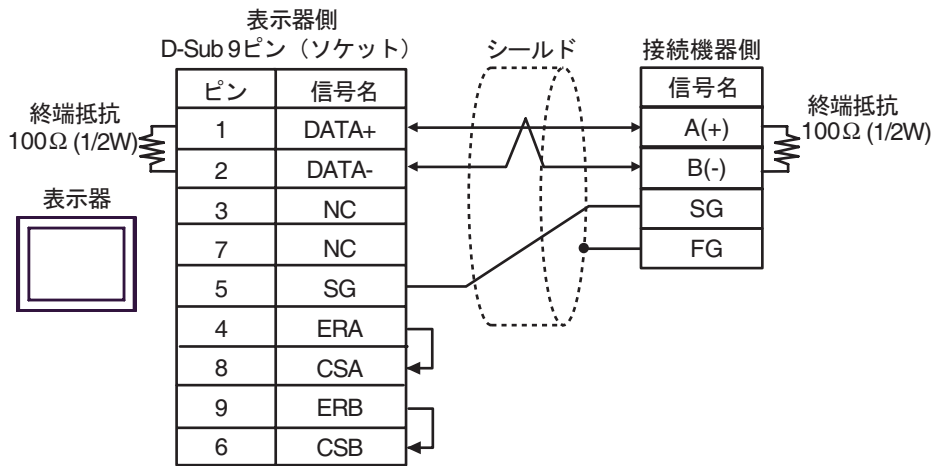 表示器側
D-Sub 9ピン（ソケット）
シールド
接続機器側
ピン 信号名
信号名
終端抵抗
100Ω (1/2W)
1 DATA+
A(+)
終端抵抗
100Ω (1/2W)
2 DATA-
B(-)
表示器
3 NC
SG
7 NC
FG
5 SG
4 ERA
8 CSA
9 ERB
6 CSB